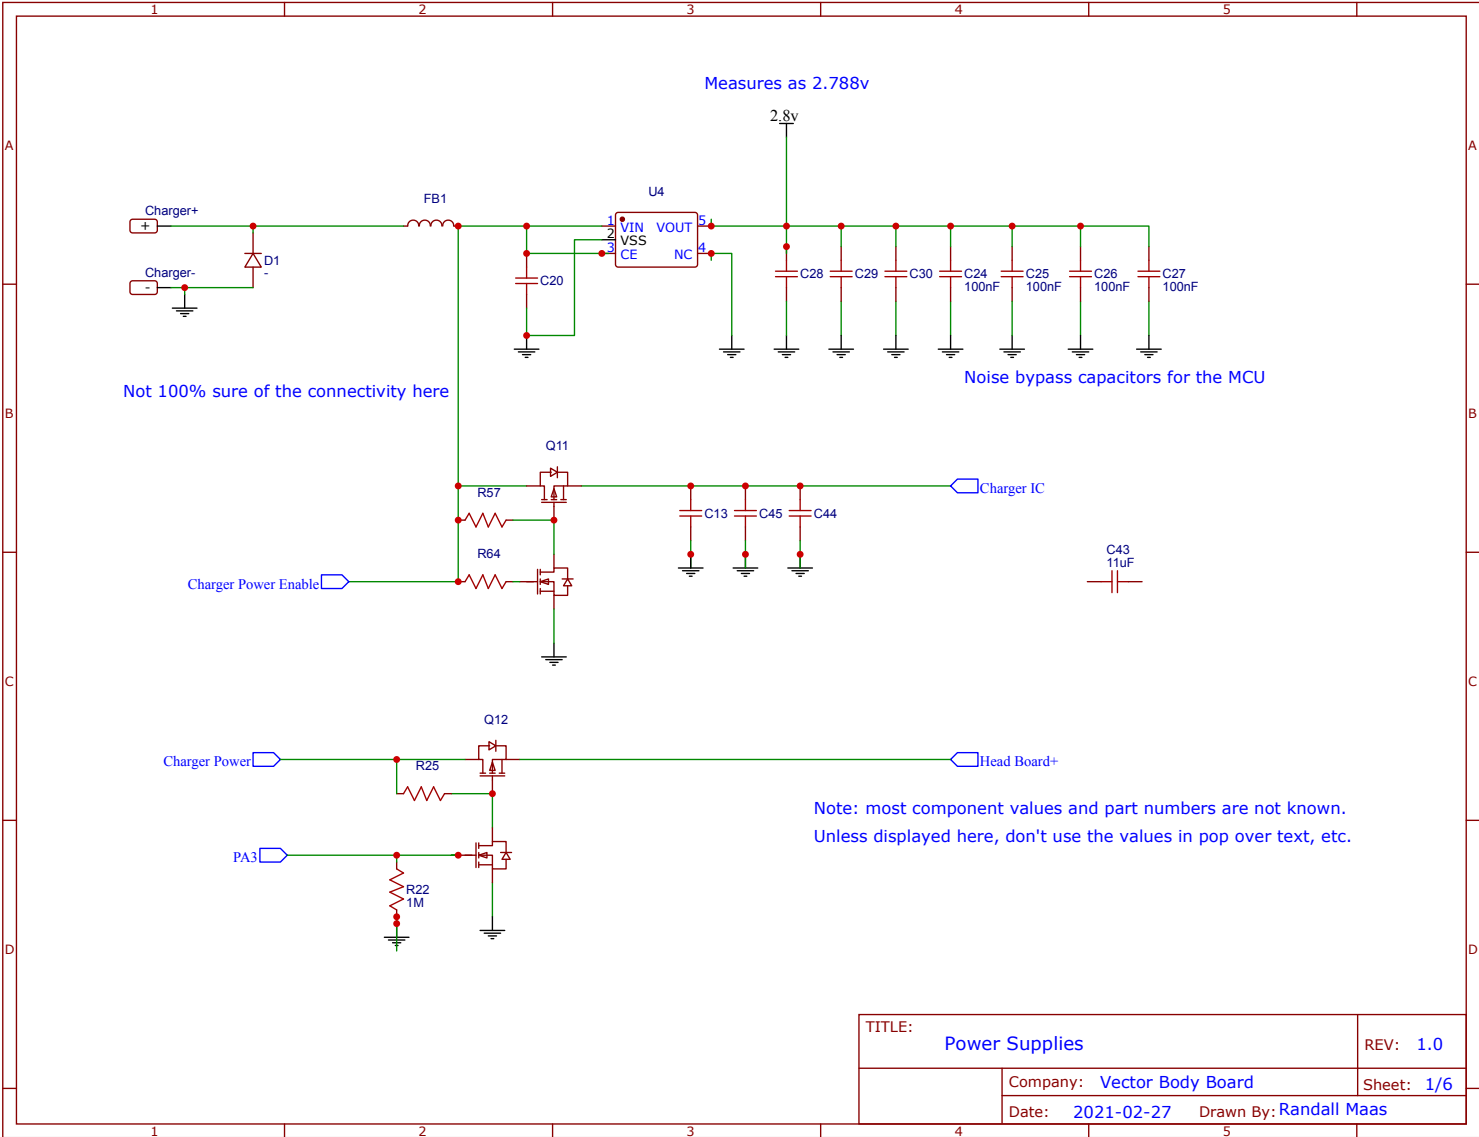 1 2 3 4 5
Measures as 2.788v
2.8v
A A
FB1
U4
Charger+
+
1 VIN VOUT 5
2 VSS
3 CE NC 4
D1
-
Charger-
-
C20
C28 C29 C30 C24 C25 C26 C27
100nF 100nF 100nF 100nF
Not 100% sure of the connectivity here
Noise bypass capacitors for the MCU
B B
Q11
R57
Charger IC
C13 C45 C44
R64
Charger Power Enable
C43
11uF
C C
Q12
Charger Power
R25
Head Board+
Note: most component values and part numbers are not known.
Unless displayed here, don't use the values in pop over text, etc.
PA3
R22
1M
D D
TITLE:
Power Supplies
REV: 1.0
Company: Vector Body Board
Sheet: 1/6
Date: 2021-02-27 Drawn By: Randall Maas
1 2 3 4 5